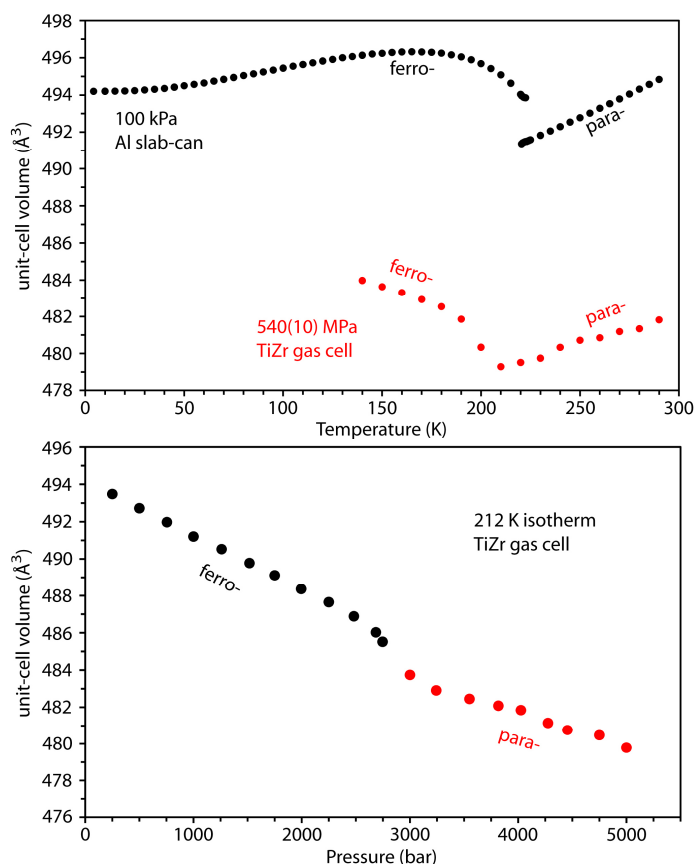 498
496
494
492
490
488
486
484
482
480
478
unit-cell volume (Å3)
ferro-
para-
100 kPa
Al slab-can
ferro-
para-
540(10) MPa
TiZr gas cell
0 50 100 150 200 250 300
Temperature (K)
496
494
492
490
488
486
484
482
480
478
476
unit-cell volume (Å3)
212 K isotherm
TiZr gas cell
ferro-
para-
0 1000 2000 3000 4000 5000
Pressure (bar)